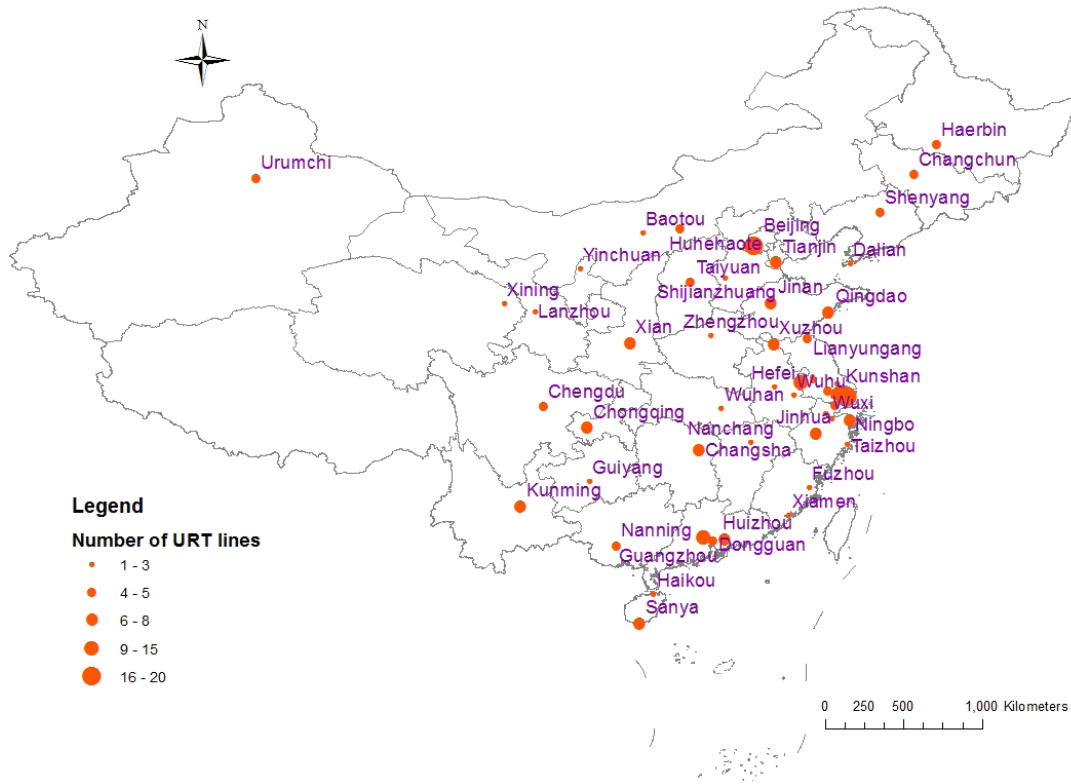 N
Haerbin
Urumchi
Changchun
Shenyang
Baotou
Beijing
Huhehaote
Tianjin
Dalian
Yinchuan
Taiyuan
Xining
Shijianzhuang
Jinan
Qingdao
Lanzhou
Xian
Zhengzhou
Xuzhou
Lianyungang
Hefei
Wuhu
Kunshan
Chengdu
Wuhan
Wuxi
Chongqing
Jinhua
Ningbo
Nanchang
Changsha
Taizhou
Guiyang
Fuzhou
Kunming
Xiamen
Nanning
Huizhou
Guangzhou
Dongguan
Haikou
Sanya
Legend
Number of URT lines
1 - 3
4 - 5
6 - 8
9 - 15
16 - 20
0 250 500 1,000 Kilometers